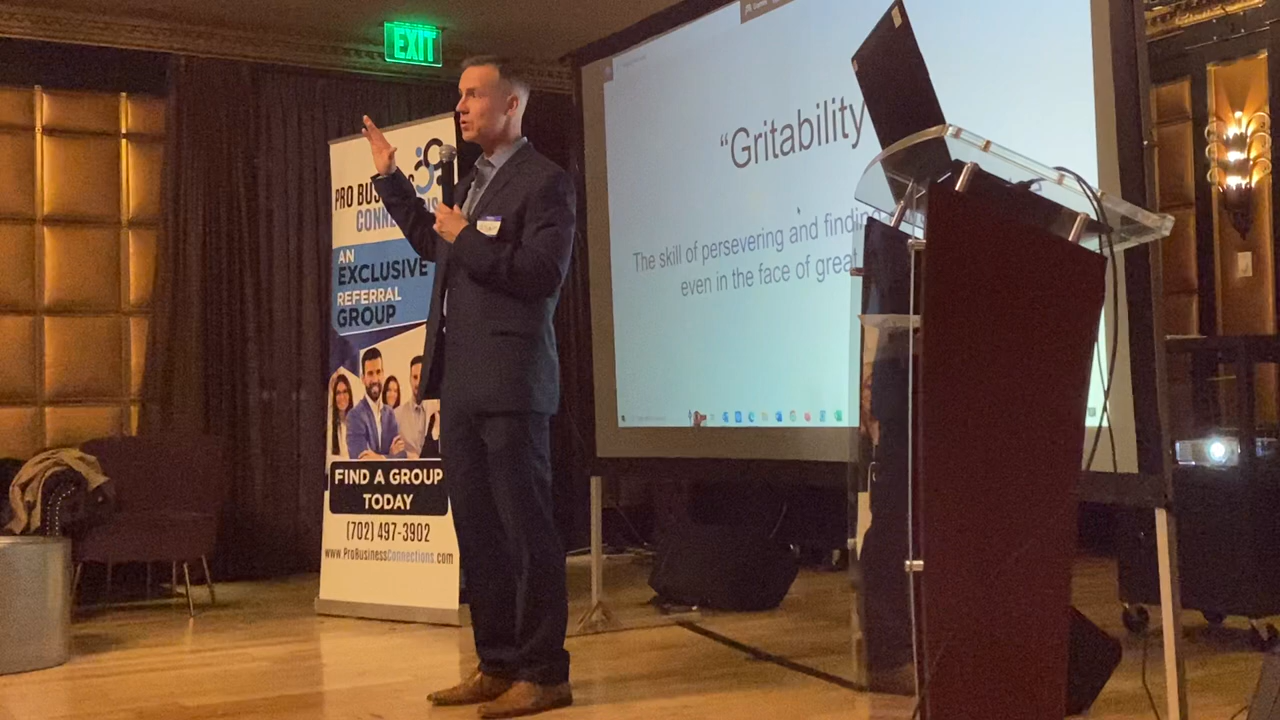 EXIT
PRO BUSINESS
CONNE
AN
EXCLUSIVE
REFERRAL
GROUP
FIND A GROUP
TODAY
(702) 497-3902
www.ProBusinessConnections.com
“Gritability
The skill of persevering and finding
even in the face of great